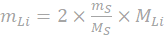 m_{Li} = 2 × \frac{m_S}{M_S} × M_{Li}